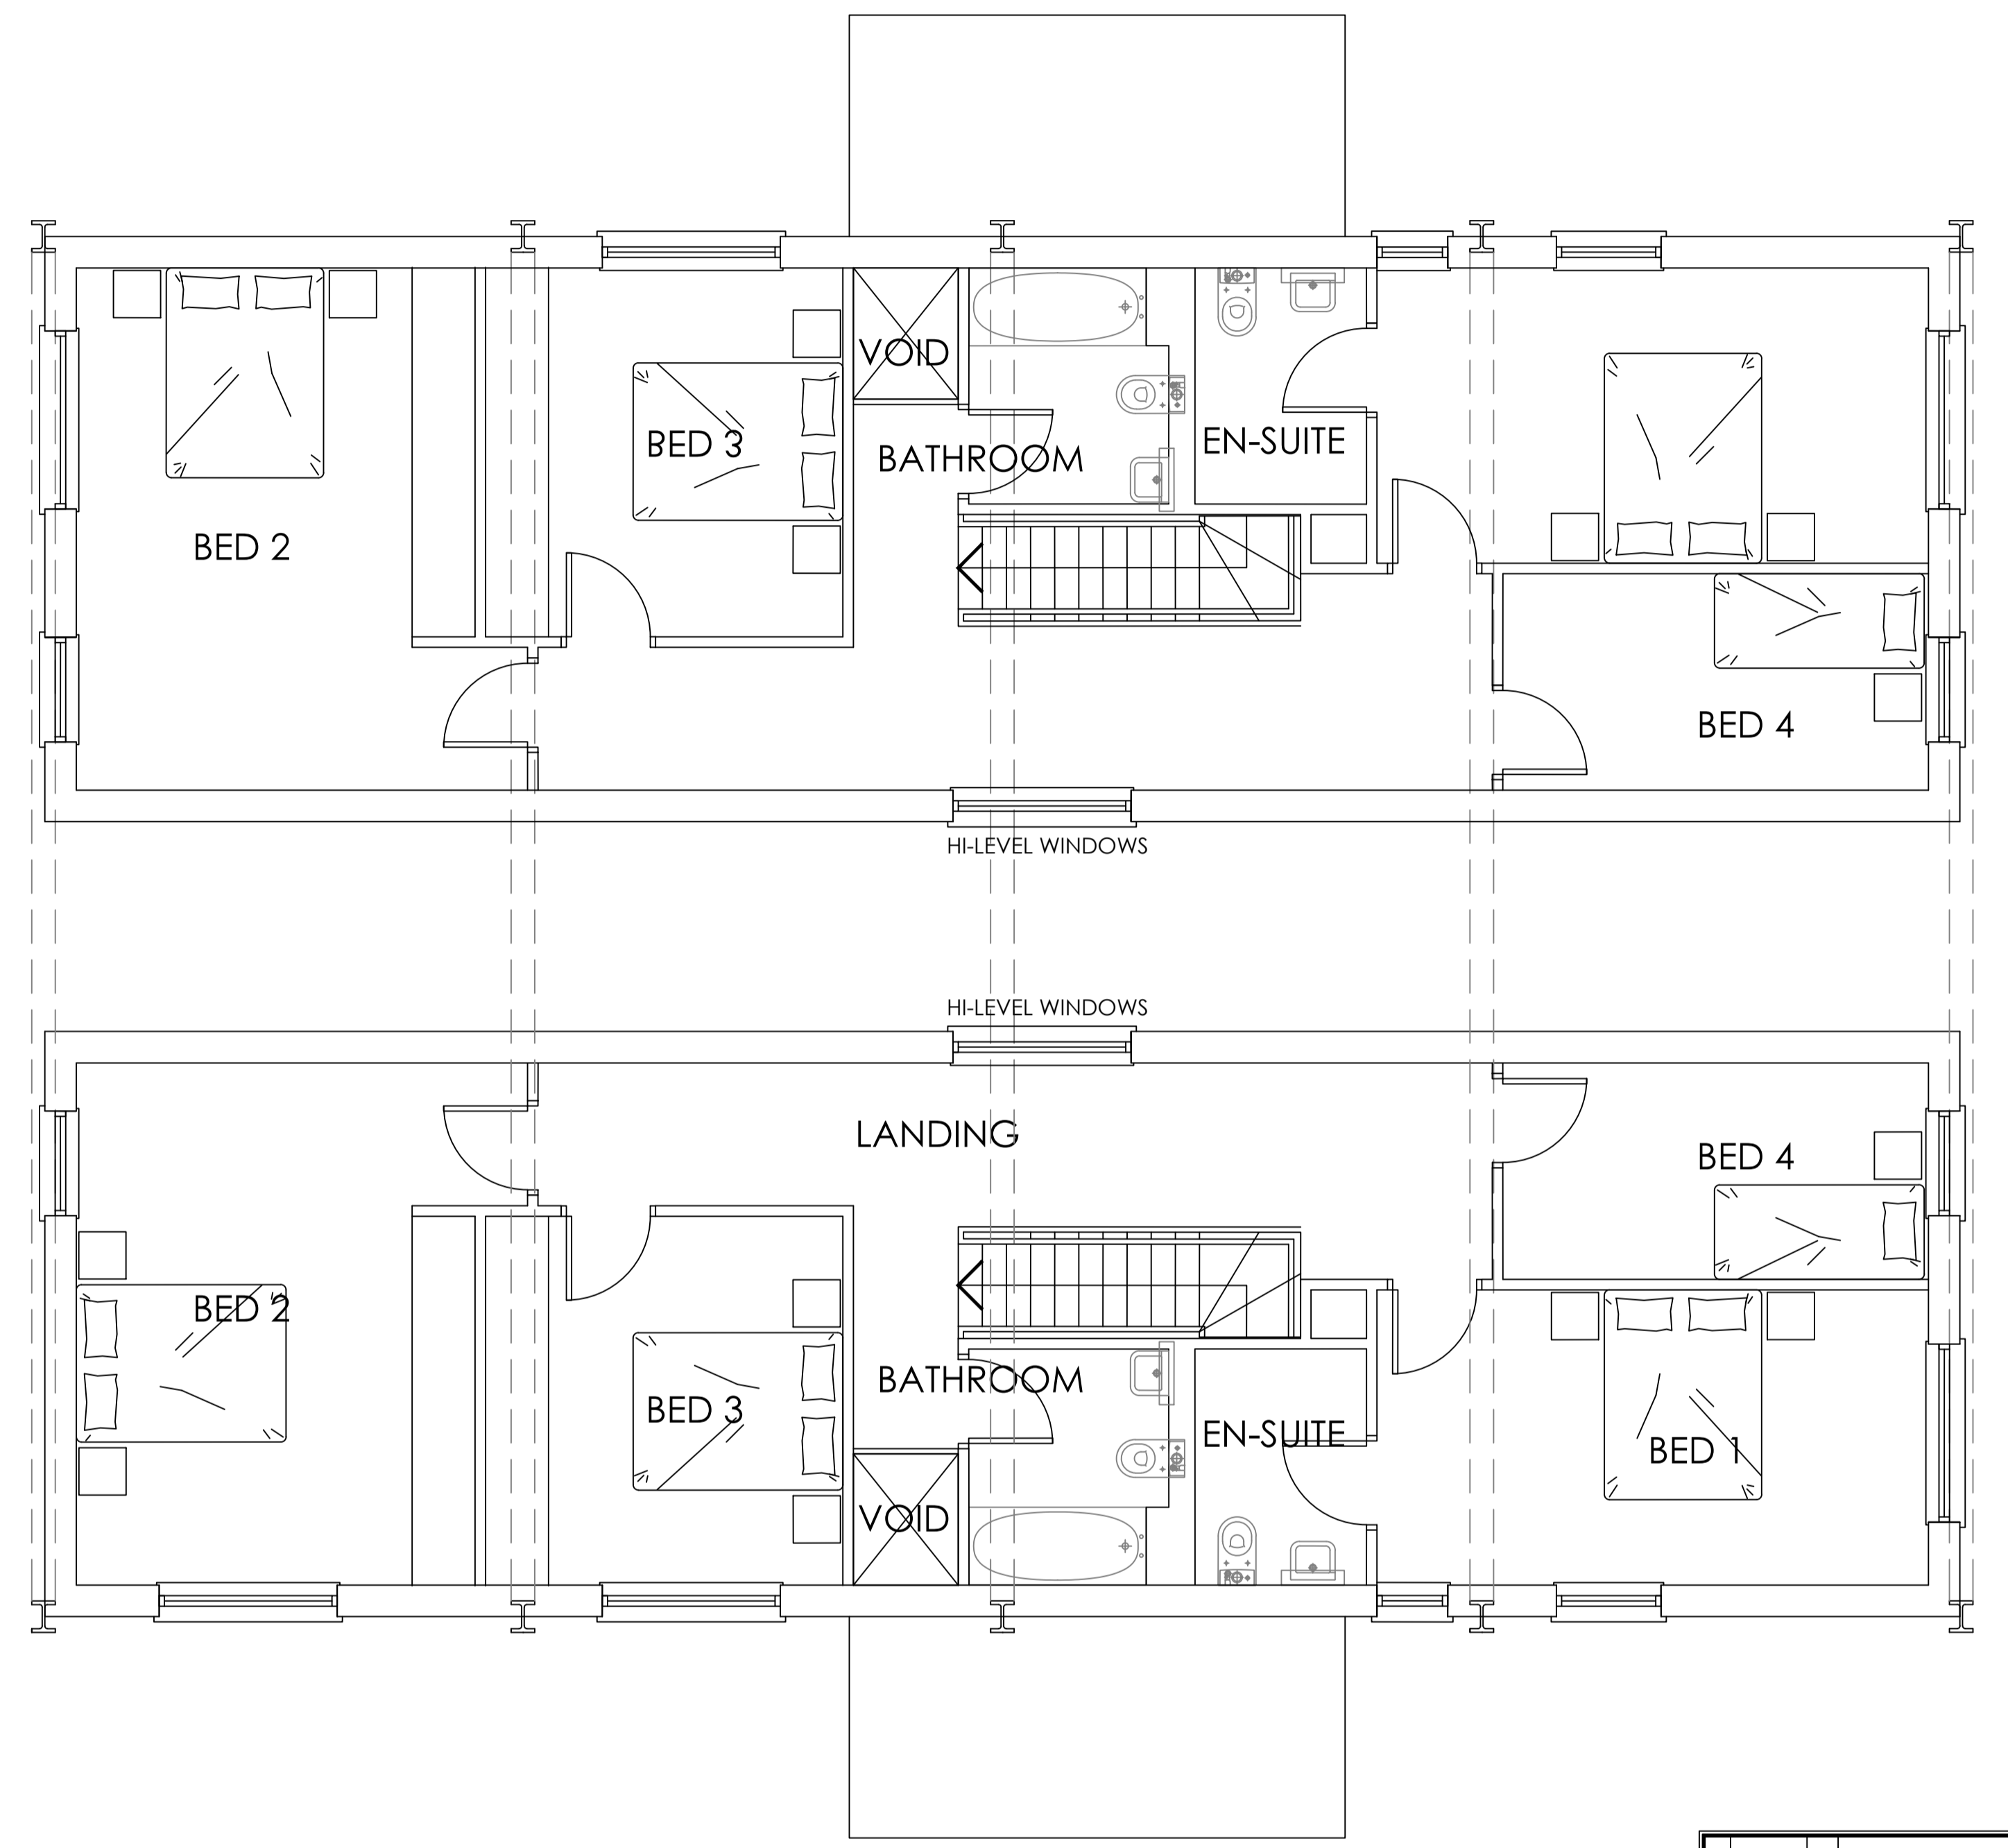 VOID
BED 3
EN-SUITE
BATHROOM
BED 2
BED 4
HI-LEVEL WINDOWS
HI-LEVEL WINDOWS
LANDING
BED 4
BED 2
BATHROOM
BED 3
EN-SUITE
BED 1
VOID